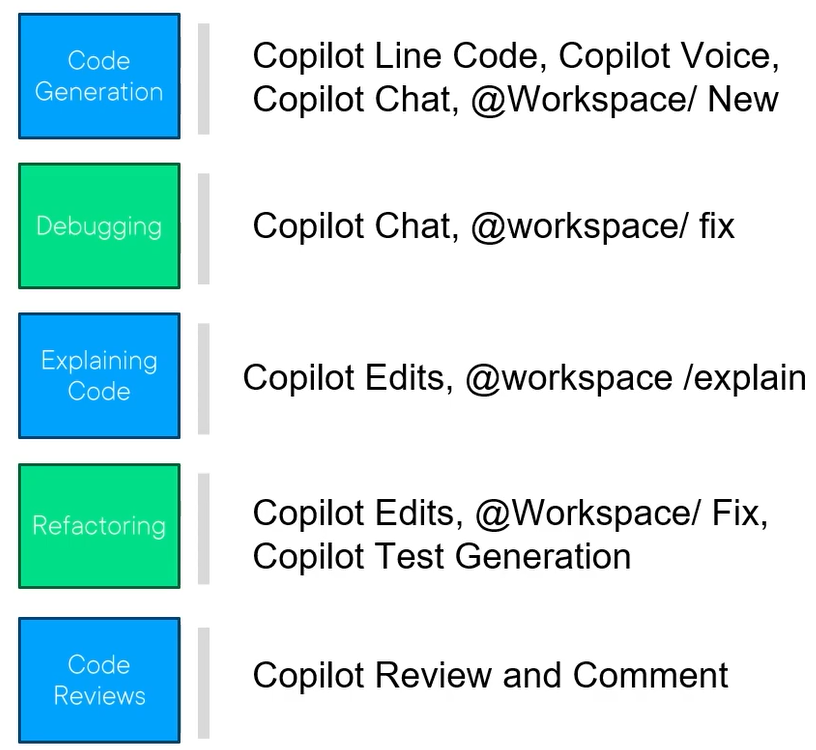 Code
Generation
Copilot Line Code, Copilot Voice,
Copilot Chat, @Workspace/ New
Debugging
Copilot Chat, @workspace/ fix
Explaining
Code
Copilot Edits, @workspace /explain
Refactoring
Copilot Edits, @Workspace/ Fix,
Copilot Test Generation
Code
Reviews
Copilot Review and Comment